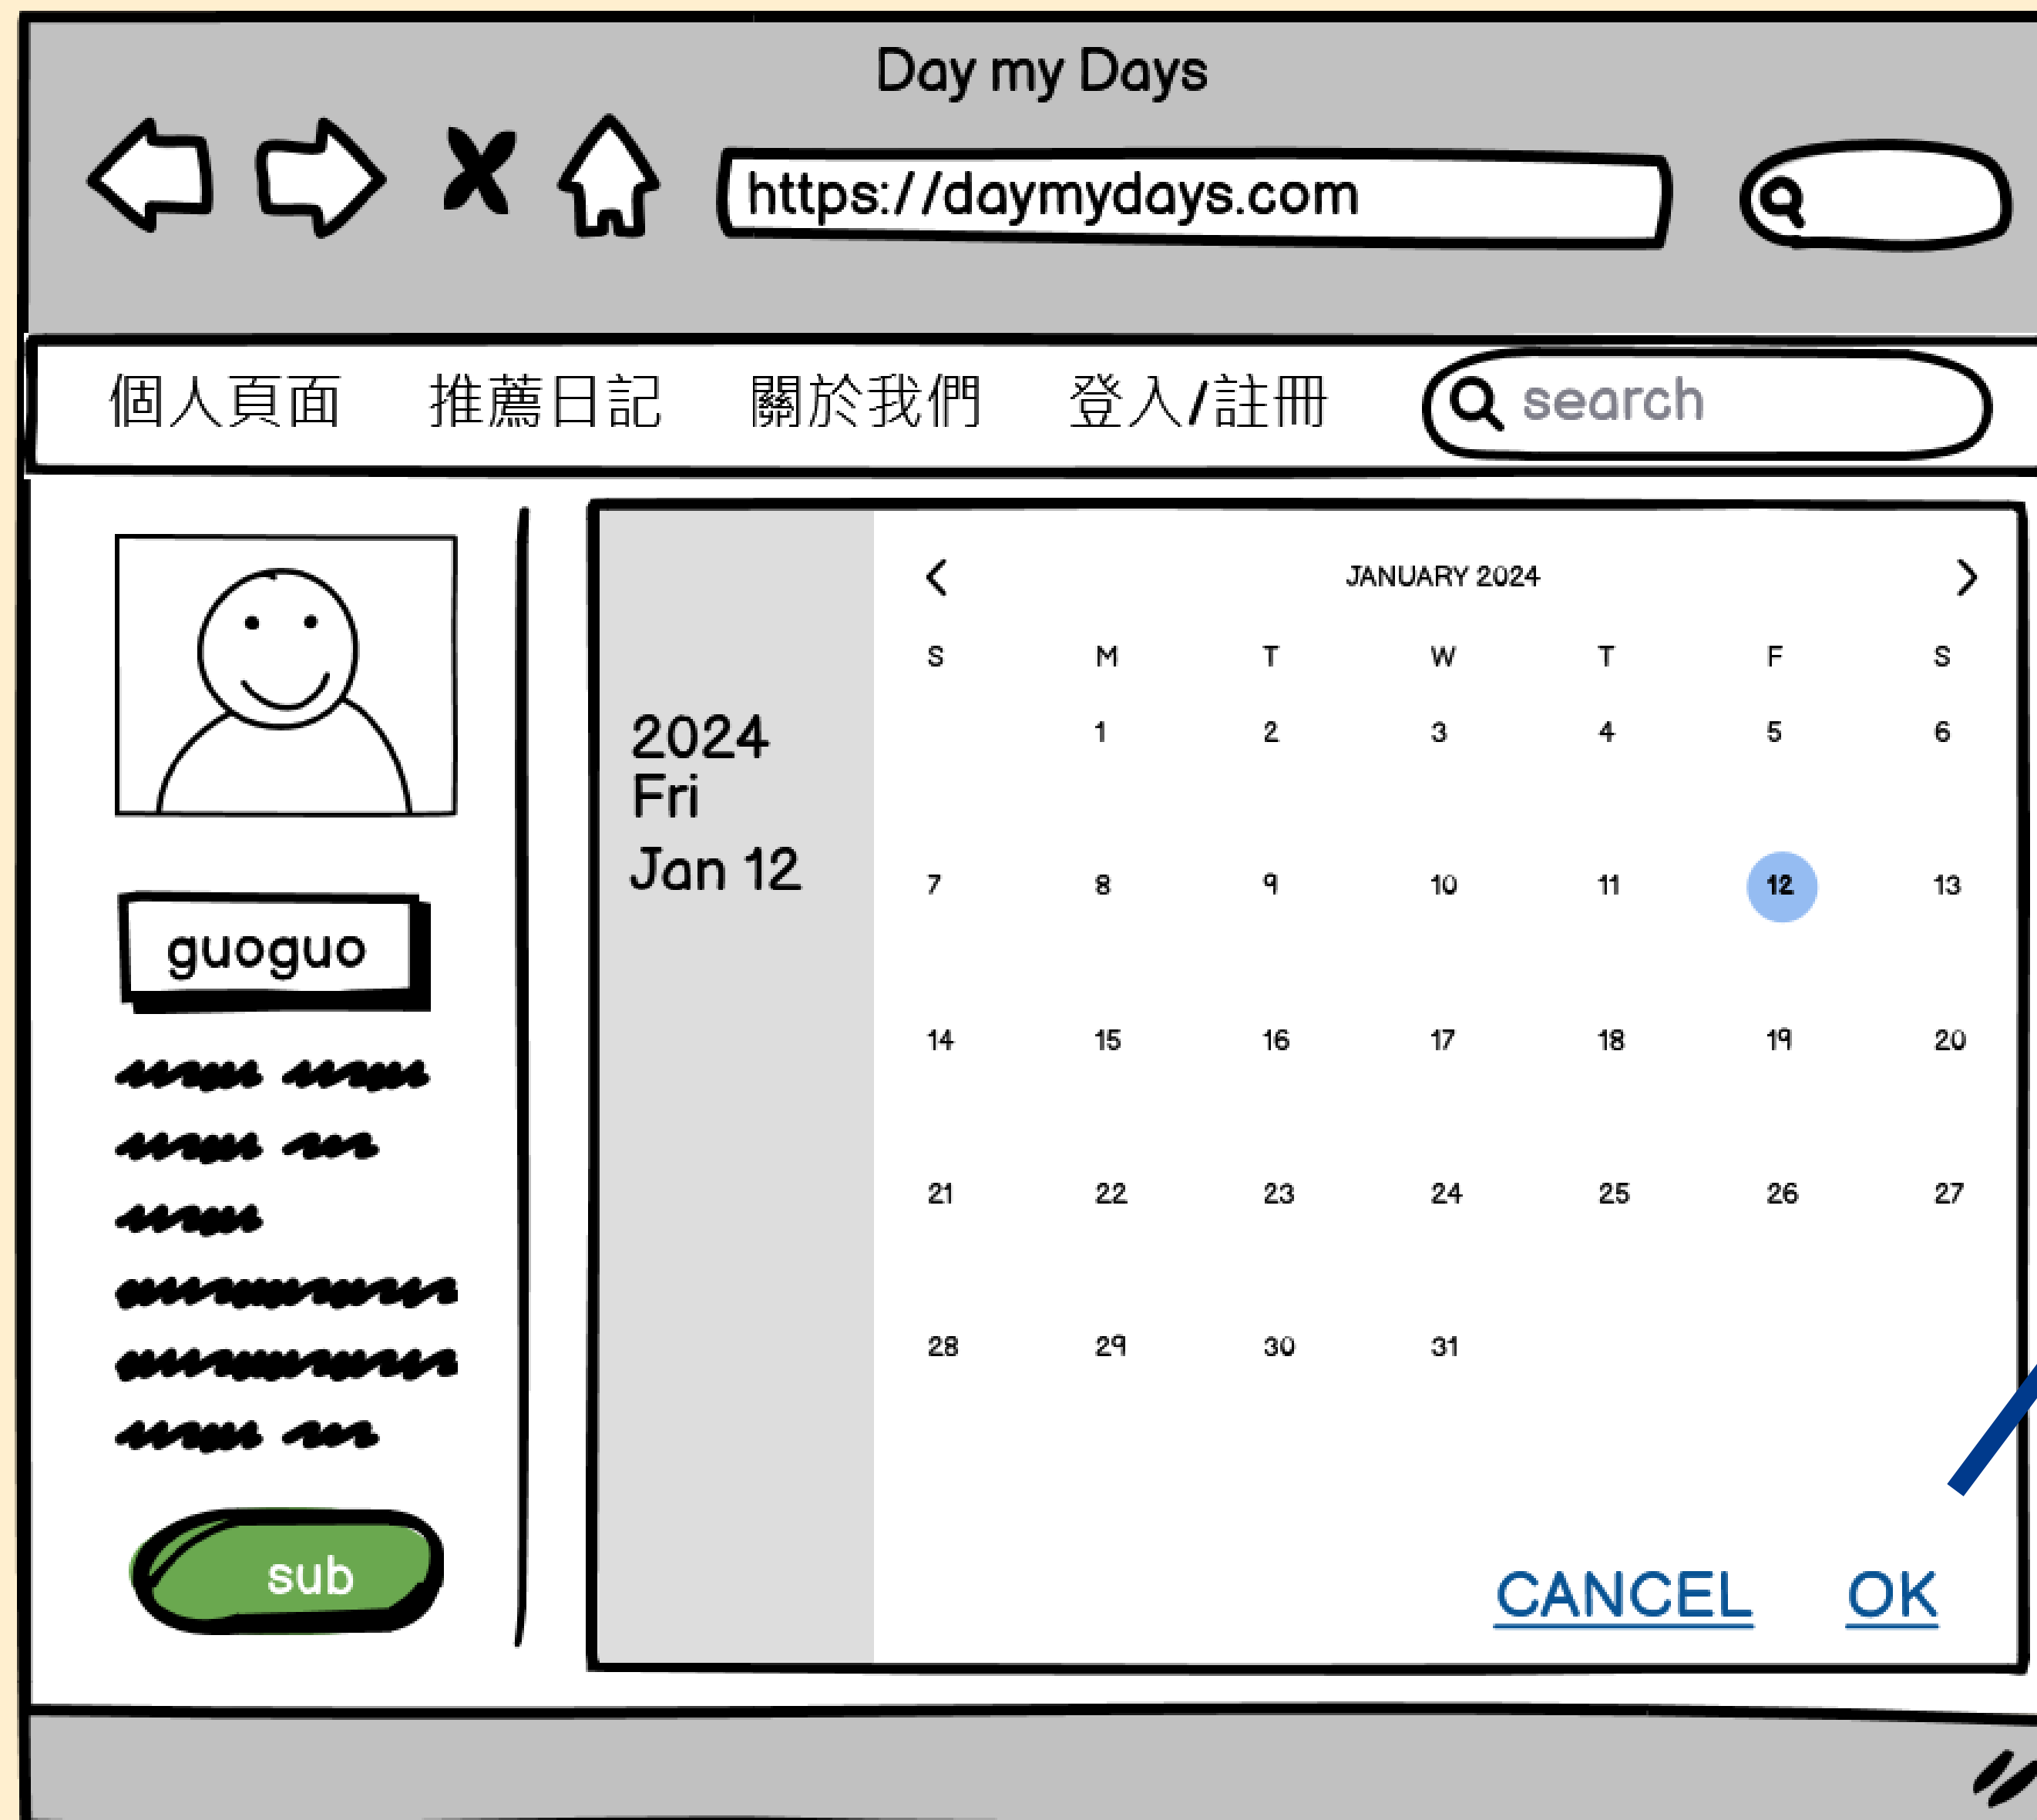 Day my Days
https://daymydays.com
個人頁面 推薦日記 關於我們 登入/註冊 search
guoguo
sub
2024
Fri
Jan 12
JANUARY 2024
S M T W T F S
1 2 3 4 5 6
7 8 9 10 11 12 13
14 15 16 17 18 19 20
21 22 23 24 25 26 27
28 29 30 31
CANCEL OK